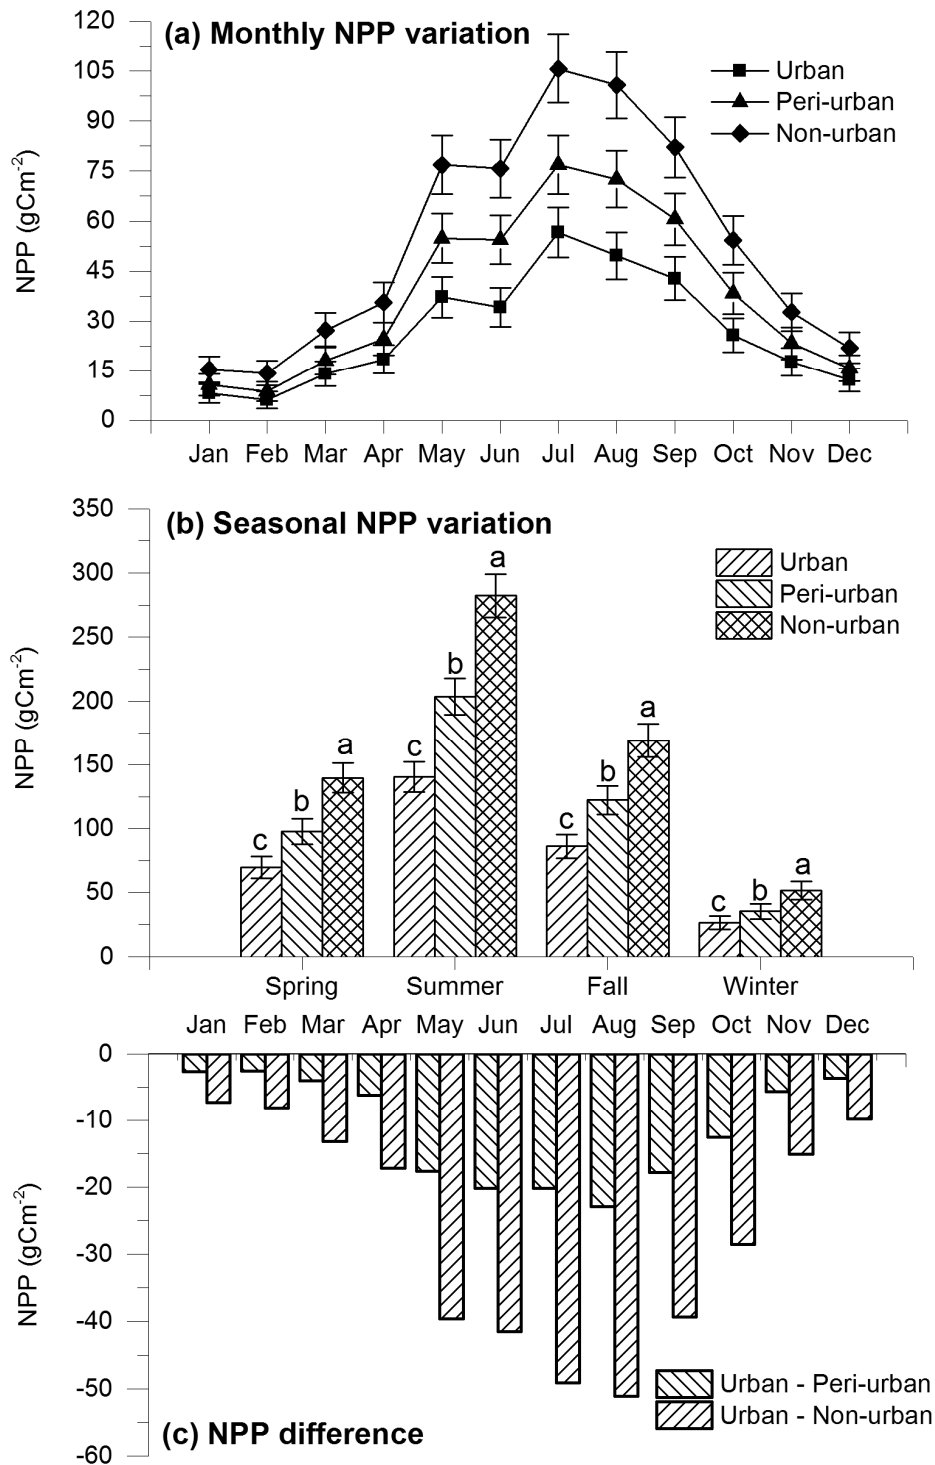 (a) Monthly NPP variation
120
105
90
75
60
45
30
15
0
NPP (gCm-2)
Urban
Peri-urban
Non-urban
Jan Feb Mar Apr May Jun Jul Aug Sep Oct Nov Dec
(b) Seasonal NPP variation
350
300
250
200
150
100
50
0
NPP (gCm-2)
Urban
Peri-urban
Non-urban
c b a c b a c b a c b a
Spring Summer Fall Winter
Jan Feb Mar Apr May Jun Jul Aug Sep Oct Nov Dec
0
-10
-20
-30
-40
-50
-60
NPP (gCm-2)
Urban - Peri-urban
Urban - Non-urban
(c) NPP difference